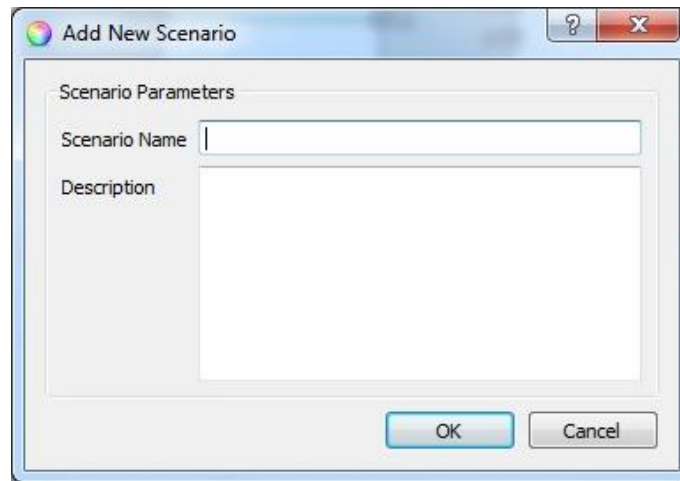 Add New Scenario
?
Scenario Parameters
Scenario Name
Description
OK
Cancel